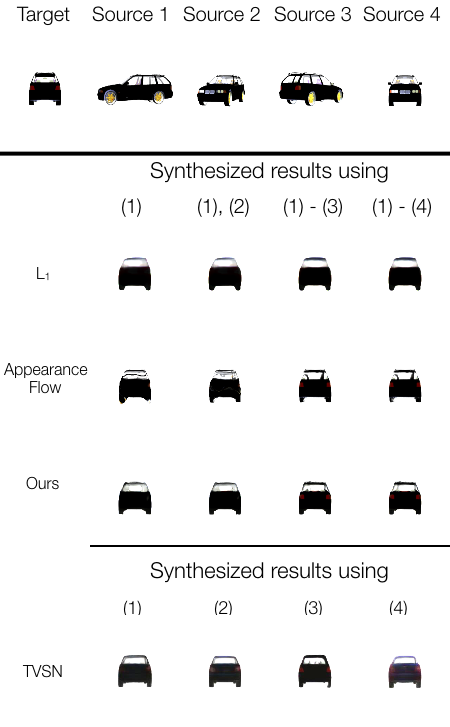 Target Source 1 Source 2 Source 3 Source 4
Synthesized results using
(1) (1), (2) (1) - (3) (1) - (4)
L₁
Appearance
Flow
Ours
Synthesized results using
(1) (2) (3) (4)
TVSN